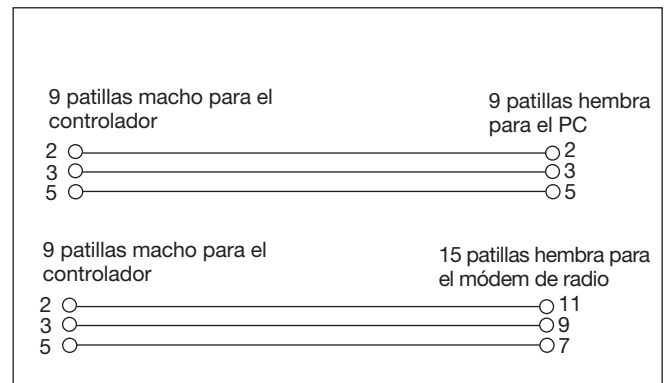 9 patillas macho para el
controlador
9 patillas hembra
para el PC
2 2
3 3
5 5
9 patillas macho para el
controlador
15 patillas hembra para
el módem de radio
2 11
3 9
5 7